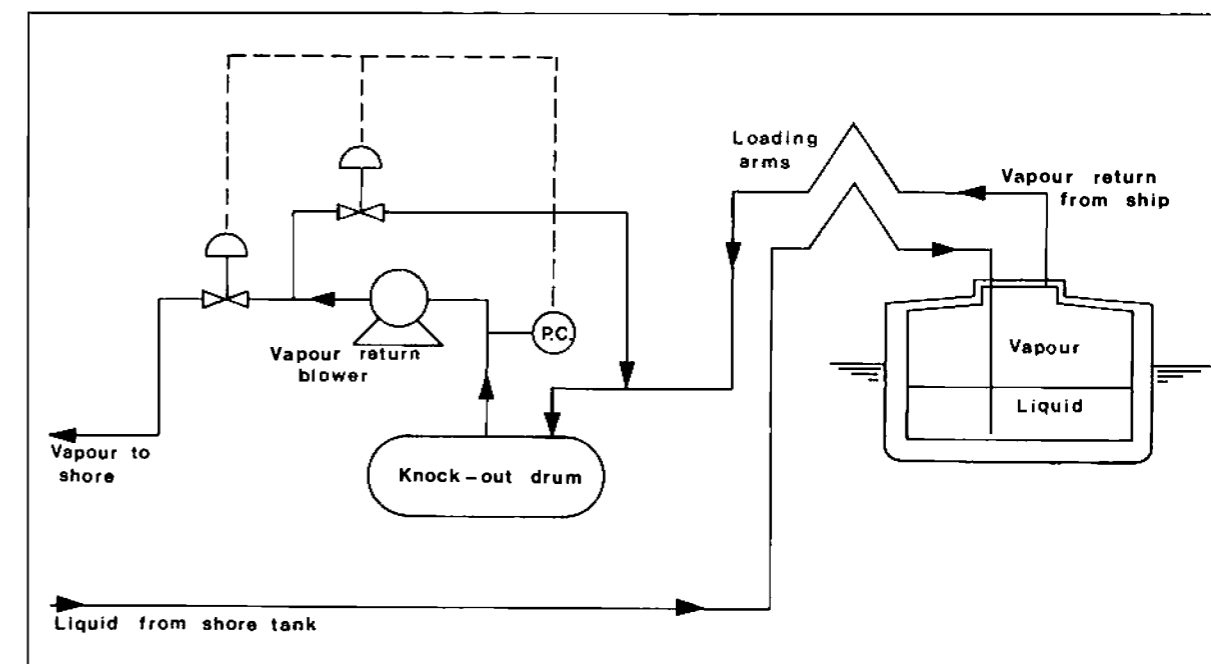 Loading
arms
Vapour return
from ship
P.C.
Vapour return
blower
Vapour
Liquid
Vapour to
shore
Knock-out drum
Liquid from shore tank